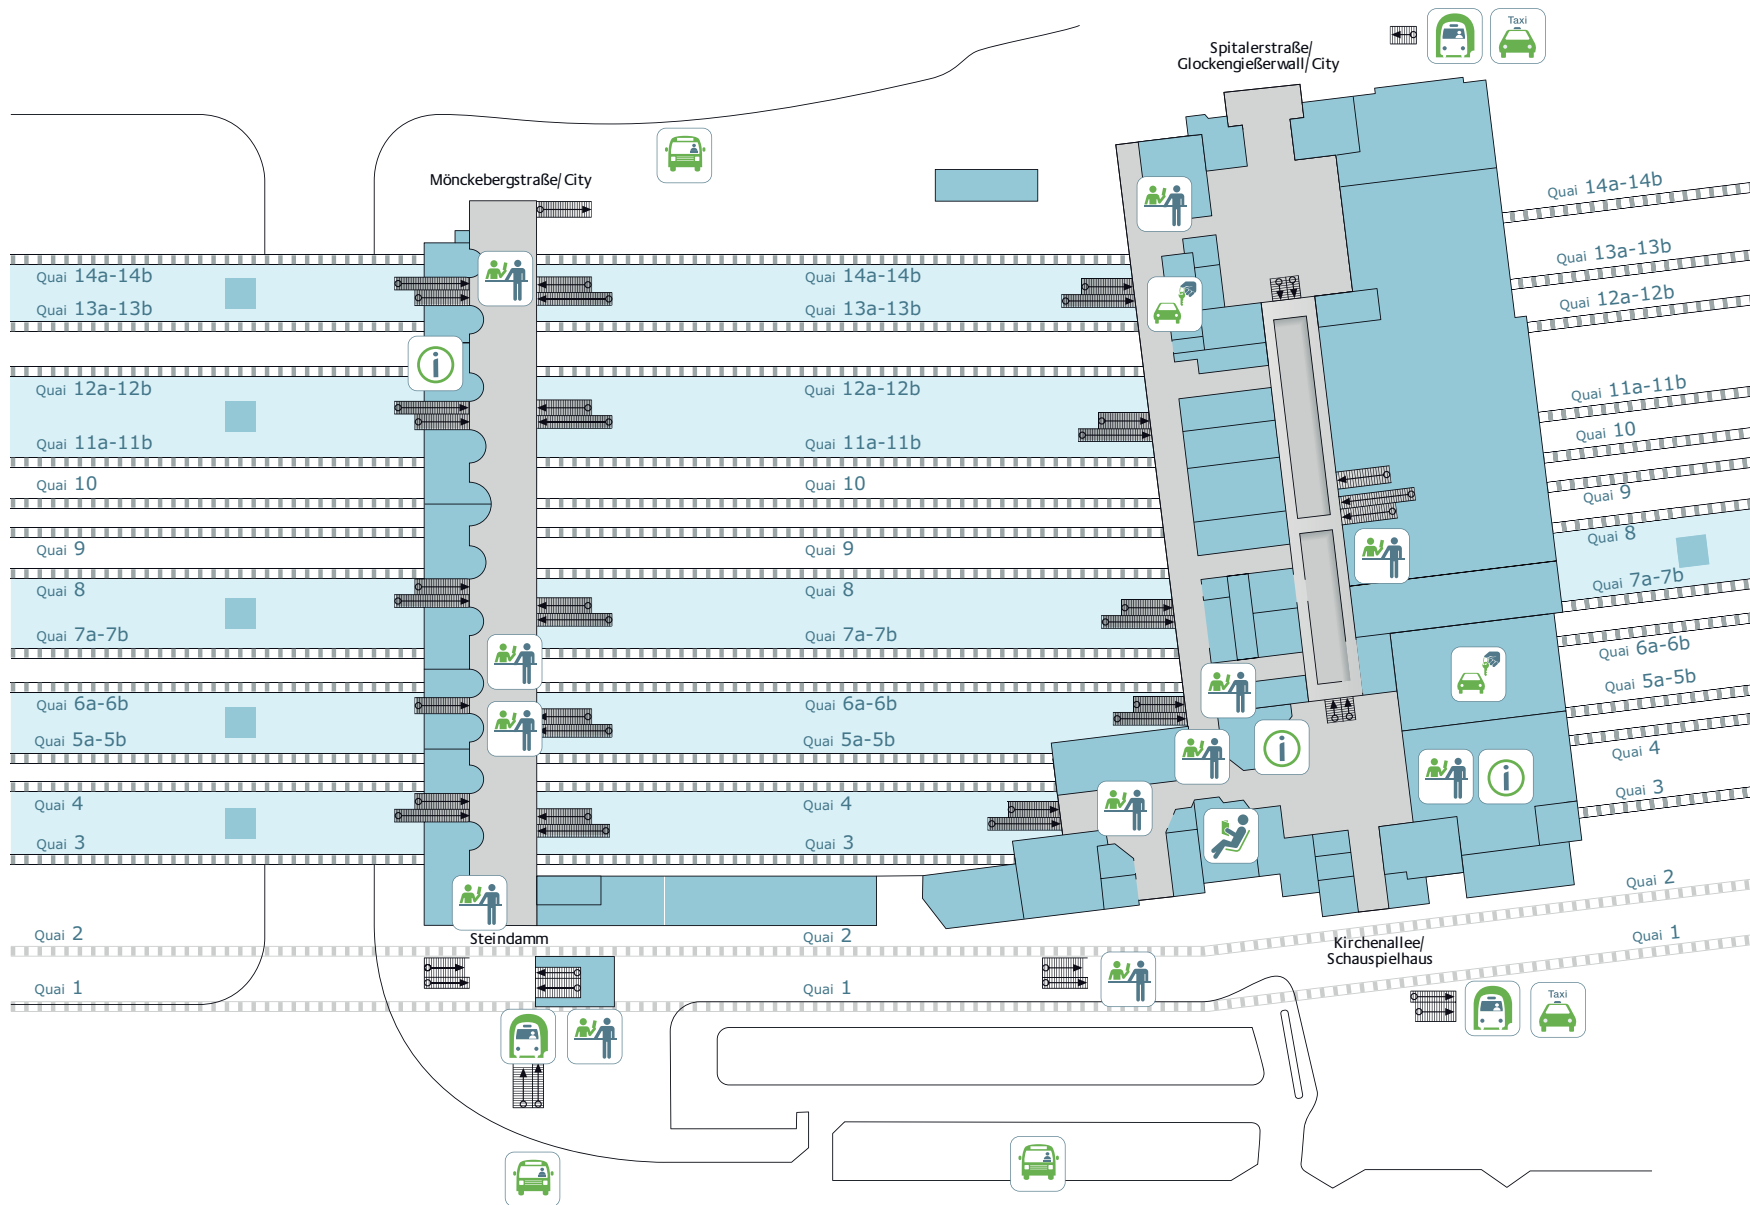 Taxi
Spitalerstraße/
Glockengießerwall/City
Mönckebergstraße/City
Quai 14a-14b
Quai 14a-14b
Quai 14a-14b
Quai 13a-13b
Quai 13a-13b
Quai 13a-13b
Quai 12a-12b
Quai 12a-12b
Quai 12a-12b
Quai 11a-11b
Quai 11a-11b
Quai 11a-11b
Quai 10
Quai 10
Quai 10
Quai 9
Quai 9
Quai 9
Quai 8
Quai 8
Quai 8
Quai 7a-7b
Quai 7a-7b
Quai 7a-7b
Quai 6a-6b
Quai 6a-6b
Quai 6a-6b
Quai 5a-5b
Quai 5a-5b
Quai 5a-5b
Quai 4
Quai 4
Quai 4
Quai 3
Quai 3
Quai 3
Quai 2
Quai 2
Quai 2
Steindamm
Kirchenallee/
Schauspielhaus
Quai 1
Quai 1
Quai 1
Taxi